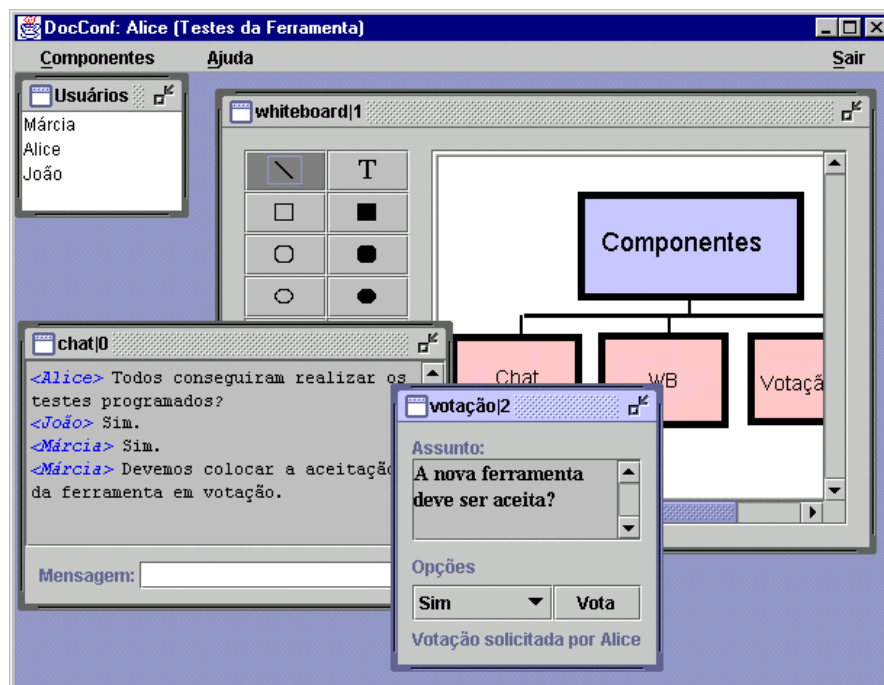 DocConf: Alice (Testes da Ferramenta)
Componentes Ajuda Sair
Usuários
Márcia
Alice
João
whiteboard|1
T
Componentes
Chat
WB
Votaçã
chat|0
<Alice> Todos conseguiram realizar os
testes programados?
<João> Sim.
<Márcia> Sim.
<Márcia> Devemos colocar a aceitação
da ferramenta em votação.
Mensagem:
votação|2
Assunto:
A nova ferramenta
deve ser aceita?
Opções
Sim Vota
Votação solicitada por Alice